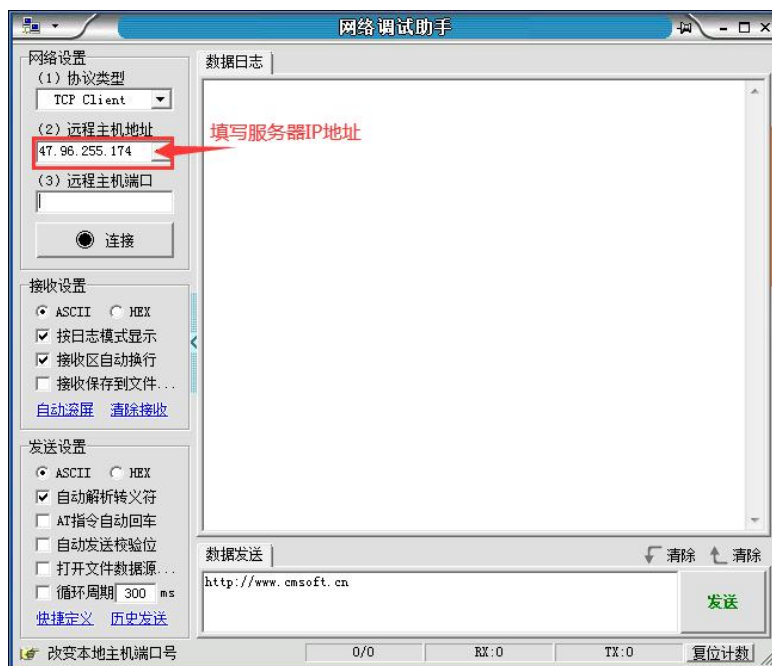 网络调试助手
网络设置
(1) 协议类型
TCP Client
(2) 远程主机地址
47.96.255.174
填写服务器IP地址
(3) 远程主机端口
连接
接收设置
ASCII HEX
按日志模式显示
接收区自动换行
接收保存到文件...
自动滚屏 清除接收
发送设置
ASCII HEX
自动解析转义符
AT指令自动回车
自动发送校验位
打开文件数据源...
循环周期 300 ms
快捷定义 历史发送
数据日志
数据发送
清除 清除
http://www.cmsoft.cn
发送
改变本地主机端口号
0/0 RX:0 TX:0 复位计数